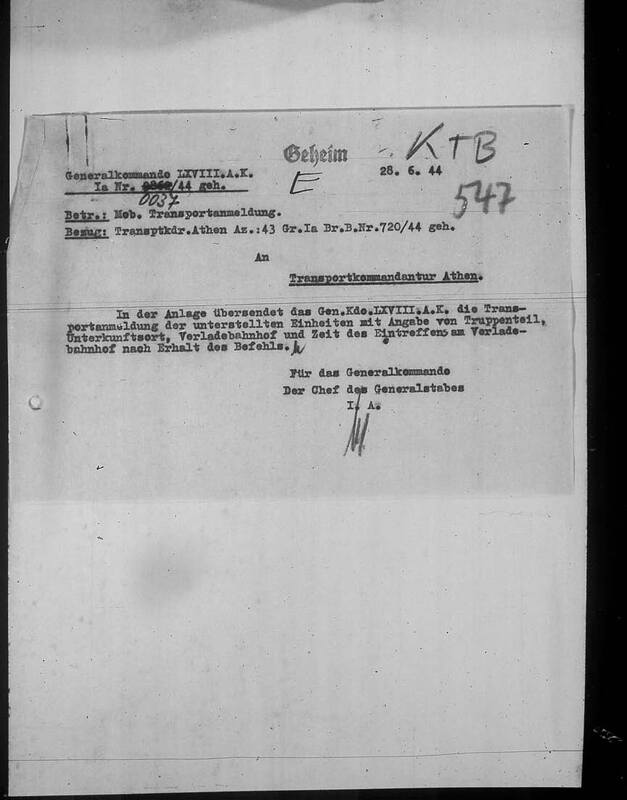 Geheim
KTB
Generalkommando LXVIII.A.K.
28. 6. 44
Ia Nr. /44 geh.
0037
E
547
Betr.: Mob. Transportanmeldung.
Bezug: Transptkdr.Athen Az.:43 Gr.Ia Br.B.Nr.720/44 geh.
An
Transportkommandantur Athen.
In der Anlage übersendet das Gen.Kdo.LXVIII.A.K. die Trans-
portanmeldung der unterstellten Einheiten mit Angabe von Truppenteil,
Unterkunftsort, Verladebahnhof und Zeit des Eintreffens am Verlade-
bahnhof nach Erhalt des Befehls.
Für das Generalkommando
Der Chef des Generalstabes
I. A.